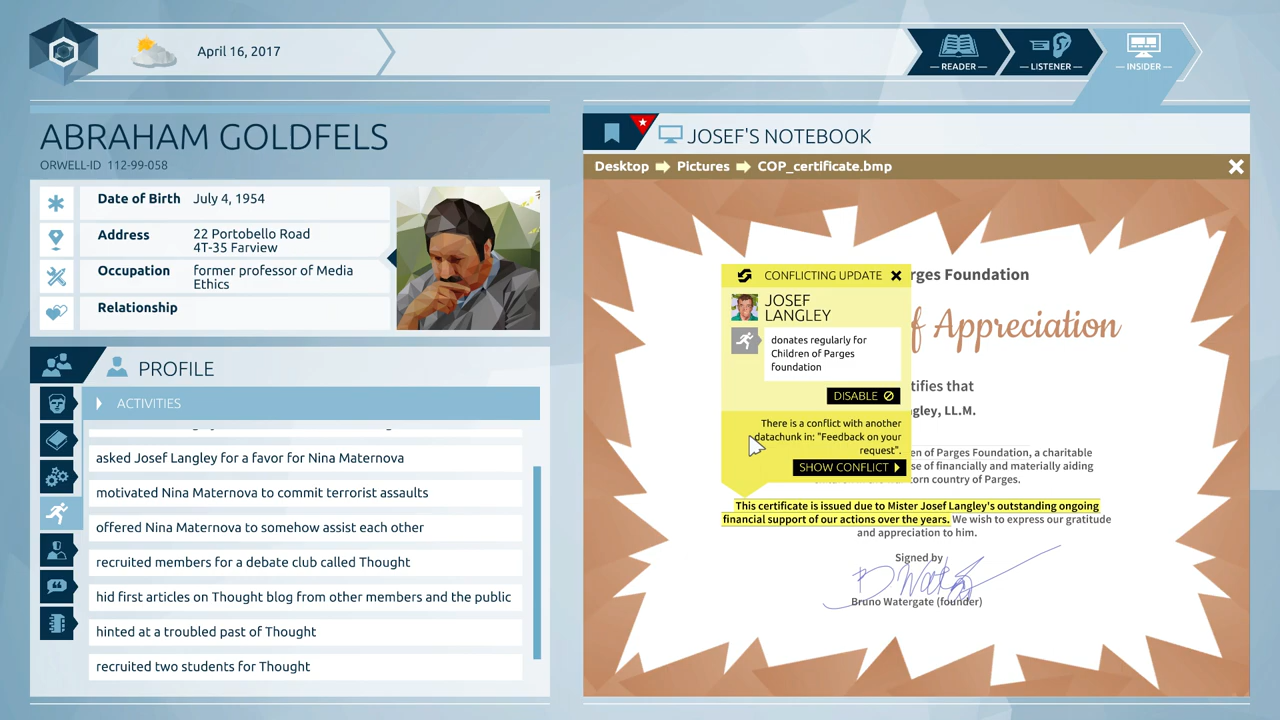 April 16, 2017
— READER —
— LISTENER —
— INSIDER —
ABRAHAM GOLDFELS
ORWELL-ID 112-99-058
Date of Birth July 4, 1954
Address 22 Portobello Road
4T-35 Farview
Occupation former professor of Media
Ethics
Relationship
PROFILE
ACTIVITIES
asked Josef Langley for a favor for Nina Maternova
motivated Nina Maternova to commit terrorist assaults
offered Nina Maternova to somehow assist each other
recruited members for a debate club called Thought
hid first articles on Thought blog from other members and the public
hinted at a troubled past of Thought
recruited two students for Thought
JOSEF'S NOTEBOOK
Desktop Pictures COP_certificate.bmp
CONFLICTING UPDATE
JOSEF
LANGLEY
donates regularly for
Children of Parges
foundation
DISABLE
There is a conflict with another
datachunk in: "Feedback on your
request".
SHOW CONFLICT
rges Foundation
f Appreciation
tifies that
gley, LL.M.
en of Parges Foundation, a charitable
se of financially and materially aiding
orn country of Parges.
This certificate is issued due to Mister Josef Langley's outstanding ongoing
financial support of our actions over the years. We wish to express our gratitude
and appreciation to him.
Signed by
Bruno Watergate (founder)